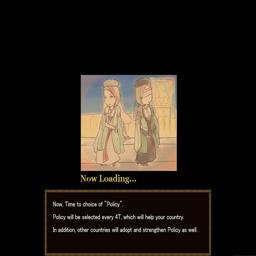 Now Loading...
Now, Time to choice of "Policy".
Policy will be selected every 4T, which will help your country.
In addition, other countries will adopt and strengthen Policy as well.